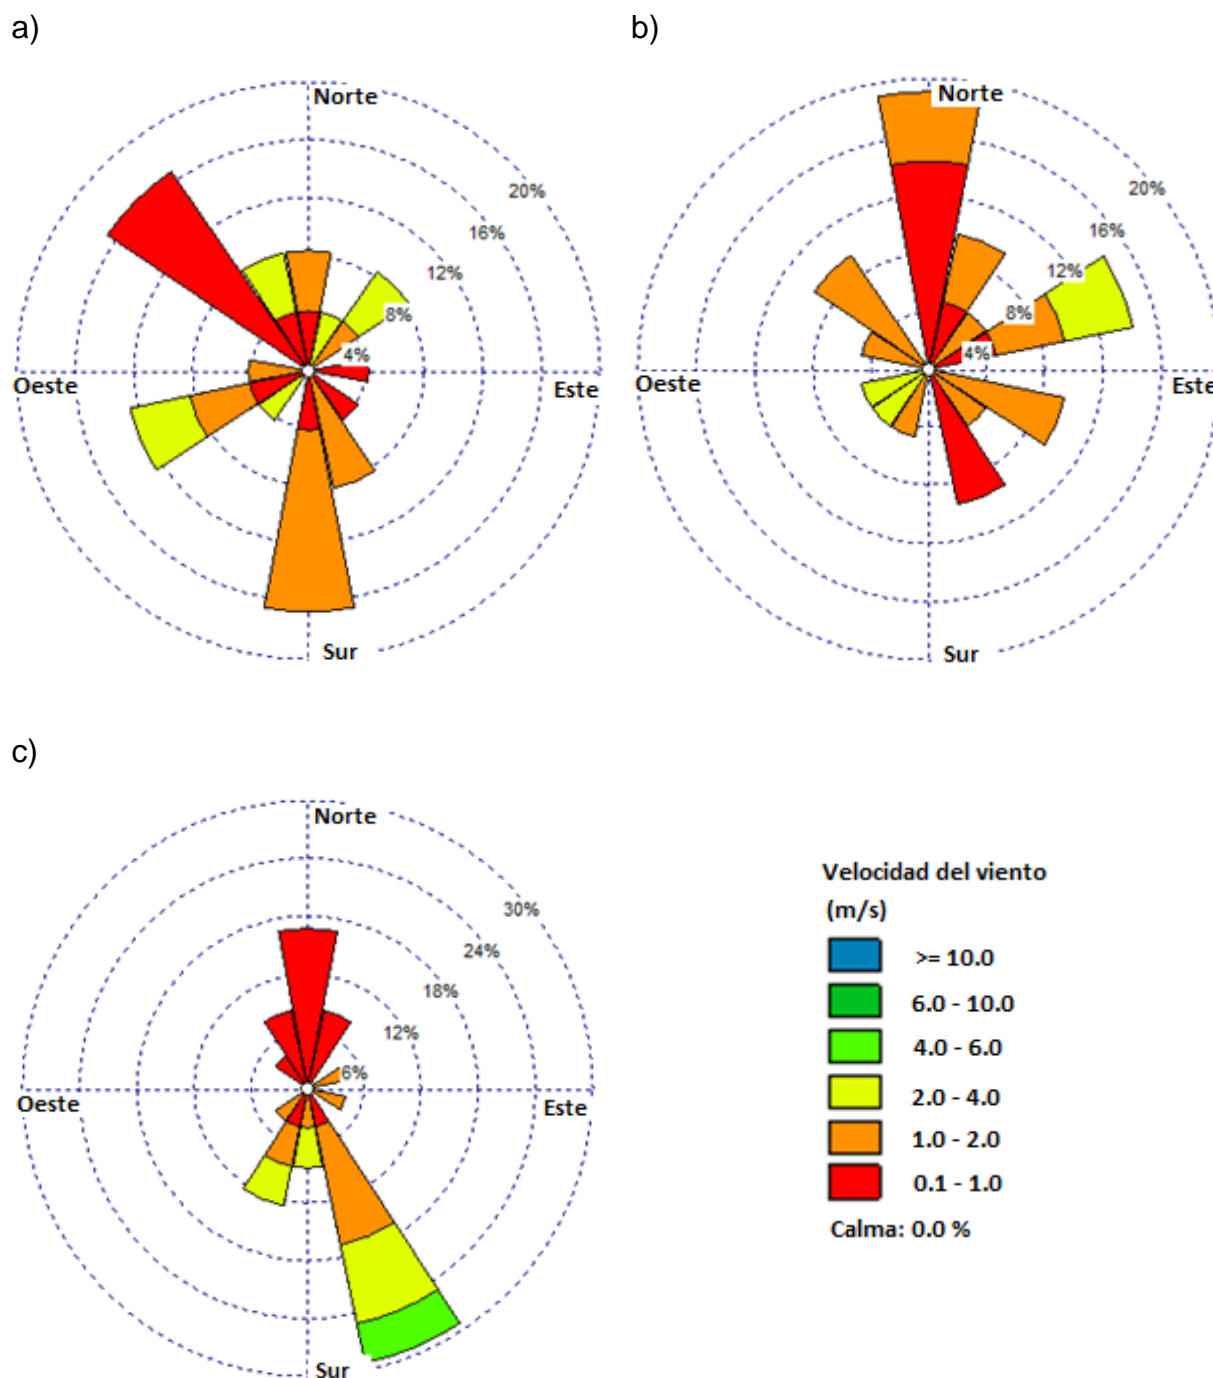 a)
b)
Norte
20%
16%
12%
8%
4%
Oeste
Este
Sur
Norte
20%
16%
12%
8%
4%
Oeste
Este
Sur
c)
Norte
30%
24%
18%
12%
6%
Oeste
Este
Sur
Velocidad del viento
(m/s)
>= 10.0
6.0 - 10.0
4.0 - 6.0
2.0 - 4.0
1.0 - 2.0
0.1 - 1.0
Calma: 0.0 %